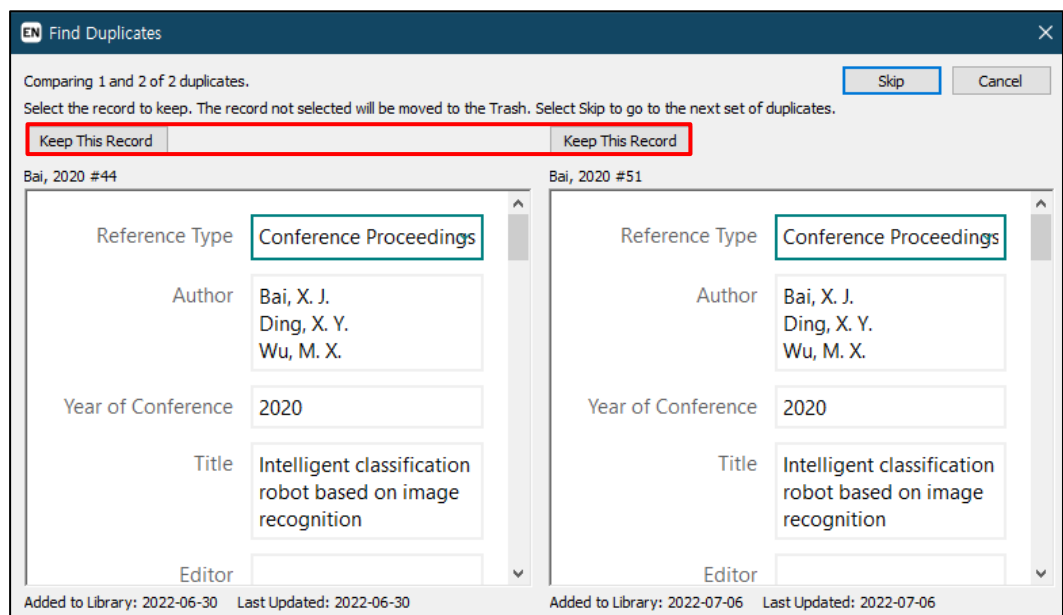 EN Find Duplicates
Comparing 1 and 2 of 2 duplicates.
Skip
Cancel
Select the record to keep. The record not selected will be moved to the Trash. Select Skip to go to the next set of duplicates.
Keep This Record
Keep This Record
Bai, 2020 #44
Reference Type
Conference Proceedings
Author
Bai, X. J.
Ding, X. Y.
Wu, M. X.
Year of Conference
2020
Title
Intelligent classification
robot based on image
recognition
Editor
Added to Library: 2022-06-30 Last Updated: 2022-06-30
Bai, 2020 #51
Reference Type
Conference Proceedings
Author
Bai, X. J.
Ding, X. Y.
Wu, M. X.
Year of Conference
2020
Title
Intelligent classification
robot based on image
recognition
Editor
Added to Library: 2022-07-06 Last Updated: 2022-07-06